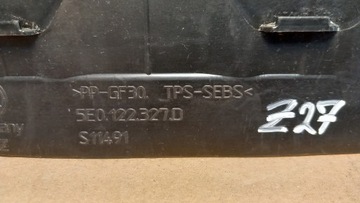 >PP-GF30. TPS-SEBS<
5E0.122.327.D
S11491
Z27